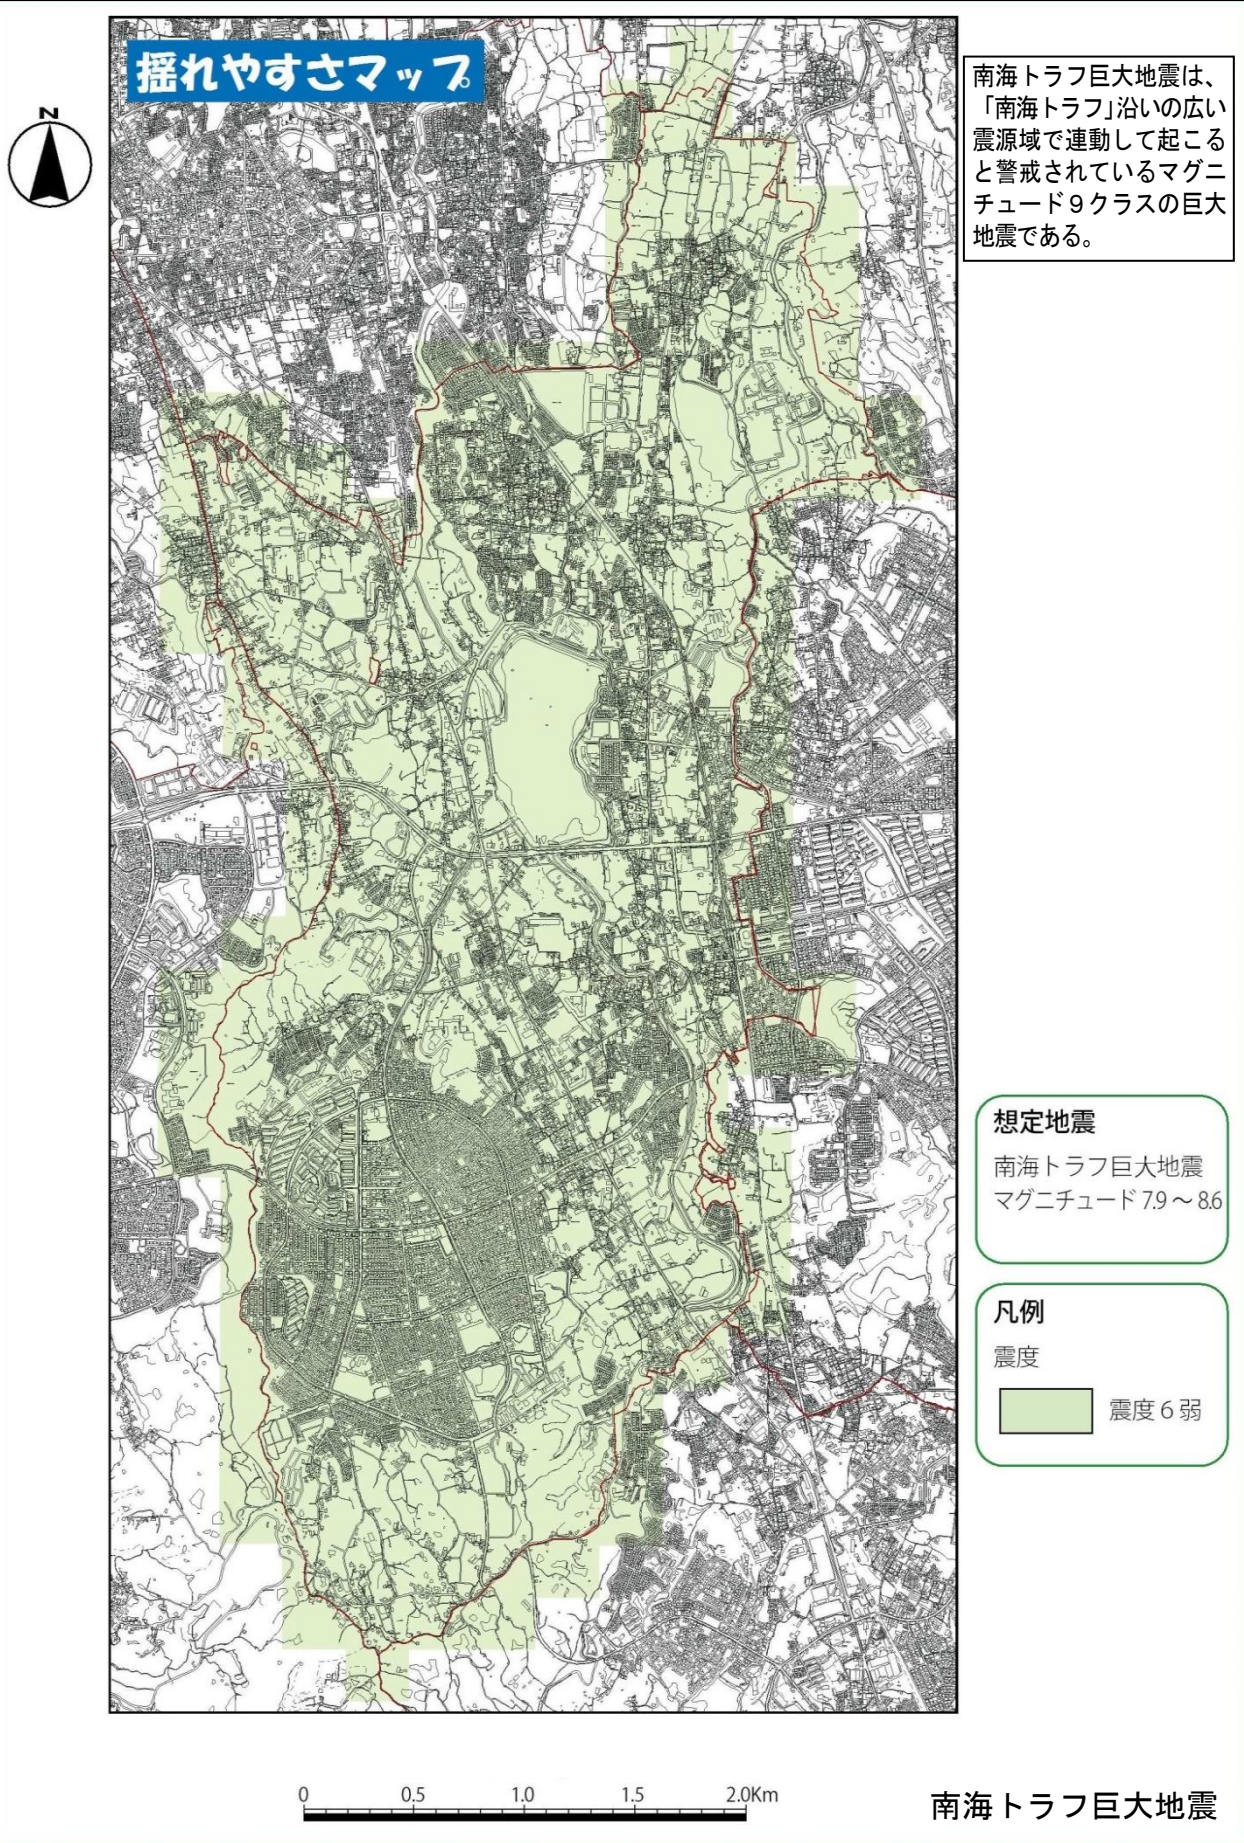 揺れやすさマップ
N
南海トラフ巨大地震は、
「南海トラフ」沿いの広い
震源域で連動して起こる
と警戒されているマグニ
チュード9クラスの巨大
地震である。
想定地震
南海トラフ巨大地震
マグニチュード 7.9 ~ 8.6
凡例
震度
震度6弱
0 0.5 1.0 1.5 2.0Km
南海トラフ巨大地震